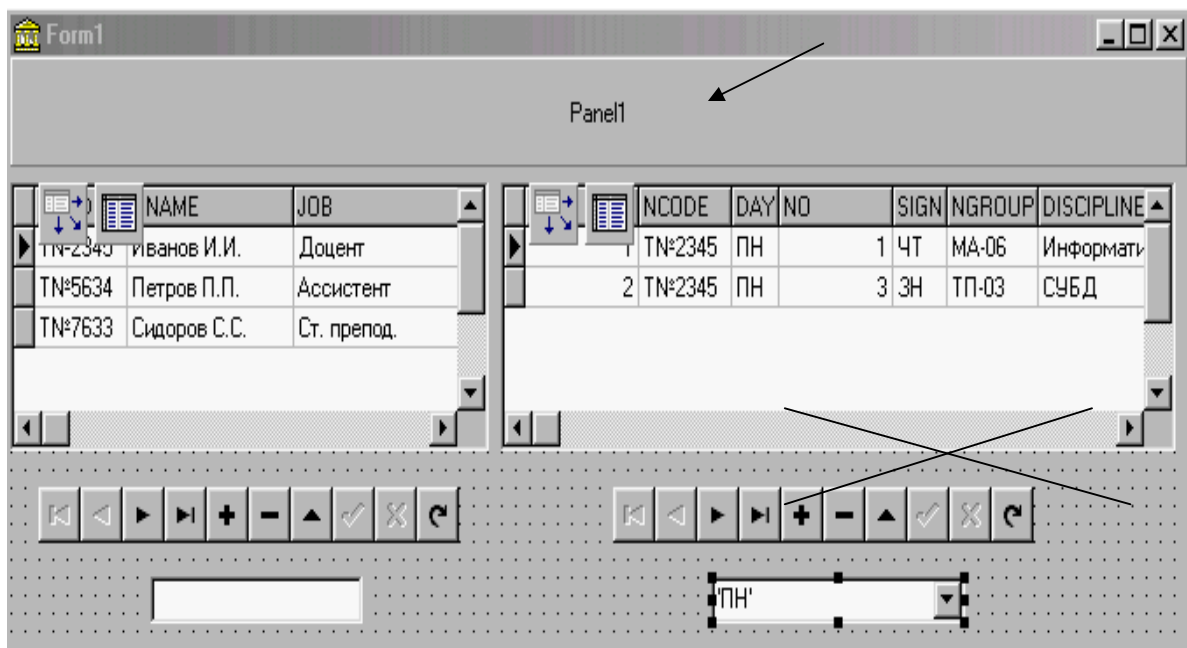 Form1
Panel1
NAME JOB
TN№2345 Иванов И.И. Доцент
TN№5634 Петров П.П. Ассистент
TN№7633 Сидоров С.С. Ст. препод.
NCODE DAY NO SIGN NGROUP DISCIPLINE
1 TN№2345 ПН 1 ЧТ МА-06 Информати
2 TN№2345 ПН 3 ЗН ТП-03 СУБД
'ПН'